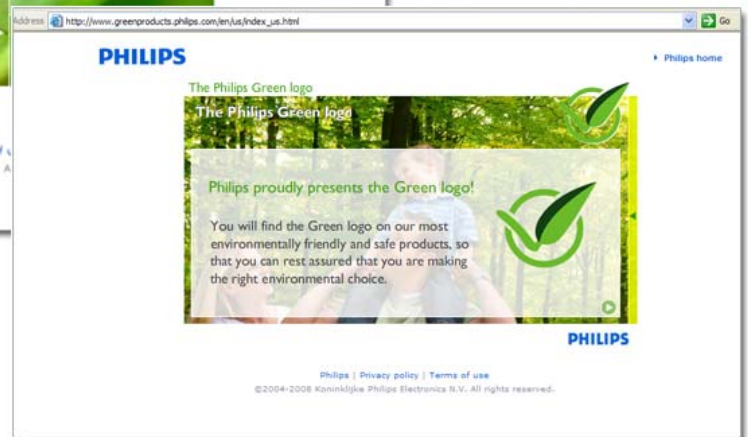 Address http://www.greenproducts.philips.com/en/us/index_us.html Go
PHILIPS
Philips home
The Philips Green logo
The Philips Green logo
Philips proudly presents the Green logo!
You will find the Green logo on our most
environmentally friendly and safe products, so
that you can rest assured that you are making
the right environmental choice.
PHILIPS
Philips | Privacy policy | Terms of use
©2004-2008 Koninklijke Philips Electronics N.V. All rights reserved.